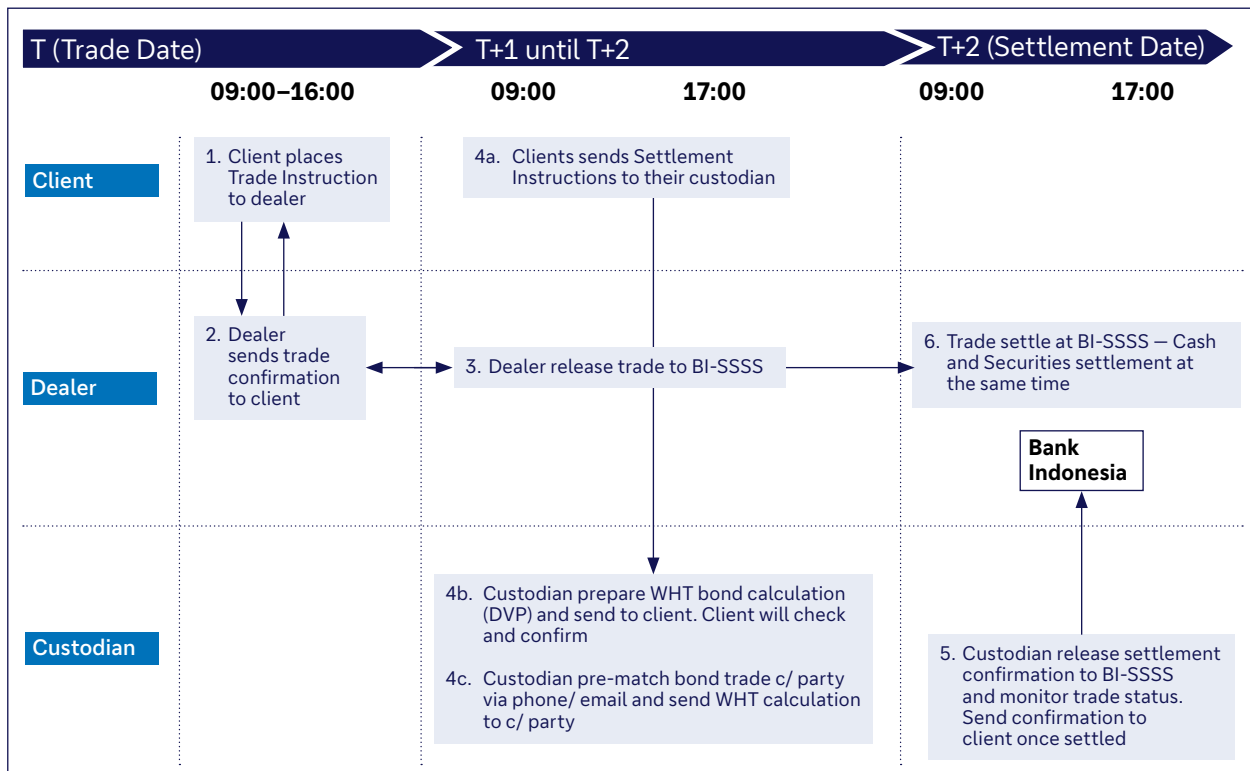 T (Trade Date)
T+1 until T+2
T+2 (Settlement Date)
09:00–16:00
09:00
17:00
09:00
17:00
Client
1. Client places
Trade Instruction
to dealer
4a. Clients sends Settlement
Instructions to their custodian
Dealer
2. Dealer
sends trade
confirmation
to client
3. Dealer release trade to BI-SSSS
6. Trade settle at BI-SSSS – Cash
and Securities settlement at
the same time
Bank
Indonesia
Custodian
4b. Custodian prepare WHT bond calculation
(DVP) and send to client. Client will check
and confirm
4c. Custodian pre-match bond trade c/ party
via phone/ email and send WHT calculation
to c/ party
5. Custodian release settlement
confirmation to BI-SSSS
and monitor trade status.
Send confirmation to
client once settled